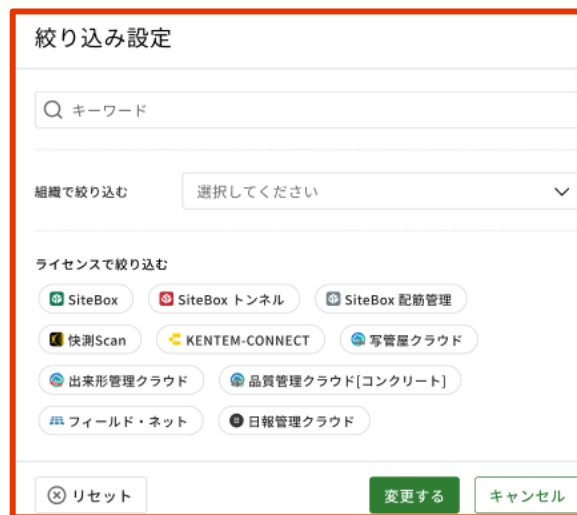 絞り込み設定
キーワード
組織で絞り込む 選択してください
ライセンスで絞り込む
SiteBox SiteBox トンネル SiteBox 配筋管理
快測Scan KENTEM-CONNECT 写管屋クラウド
出来形管理クラウド 品質管理クラウド[コンクリート]
フィールド・ネット 日報管理クラウド
リセット 変更する キャンセル